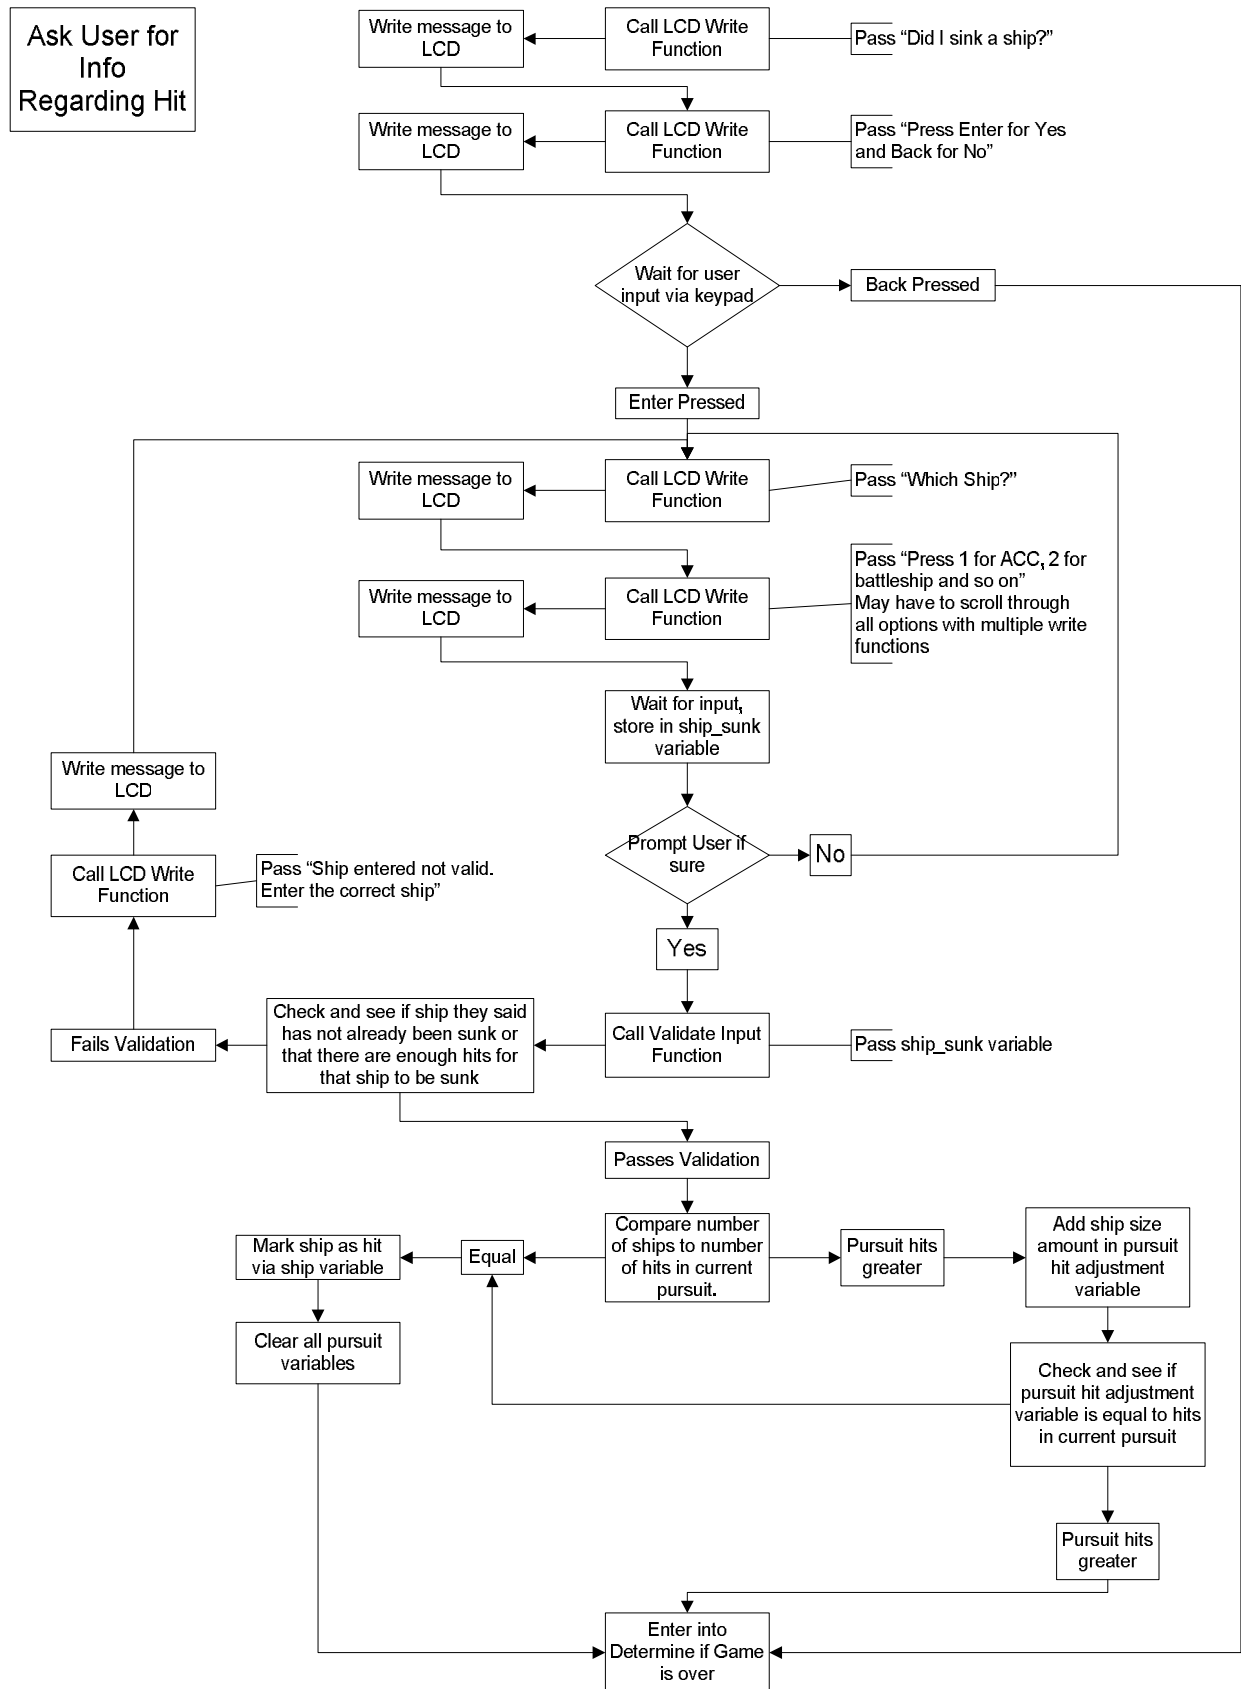 Ask User for
Info
Regarding Hit
Write message to
LCD
Call LCD Write
Function
Pass “Did I sink a ship?”
Write message to
LCD
Call LCD Write
Function
Pass “Press Enter for Yes
and Back for No”
Wait for user
input via keypad
Back Pressed
Enter Pressed
Write message to
LCD
Call LCD Write
Function
Pass “Which Ship?”
Write message to
LCD
Call LCD Write
Function
Pass “Press 1 for ACC, 2 for
battleship and so on”
May have to scroll through
all options with multiple write
functions
Wait for input,
store in ship_sunk
variable
Write message to
LCD
Prompt User if
sure
No
Call LCD Write
Function
Pass “Ship entered not valid.
Enter the correct ship”
Yes
Fails Validation
Check and see if ship they said
has not already been sunk or
that there are enough hits for
that ship to be sunk
Call Validate Input
Function
Pass ship_sunk variable
Passes Validation
Mark ship as hit
via ship variable
Equal
Compare number
of ships to number
of hits in current
pursuit.
Pursuit hits
greater
Add ship size
amount in pursuit
hit adjustment
variable
Clear all pursuit
variables
Check and see if
pursuit hit adjustment
variable is equal to hits
in current pursuit
Pursuit hits
greater
Enter into
Determine if Game
is over